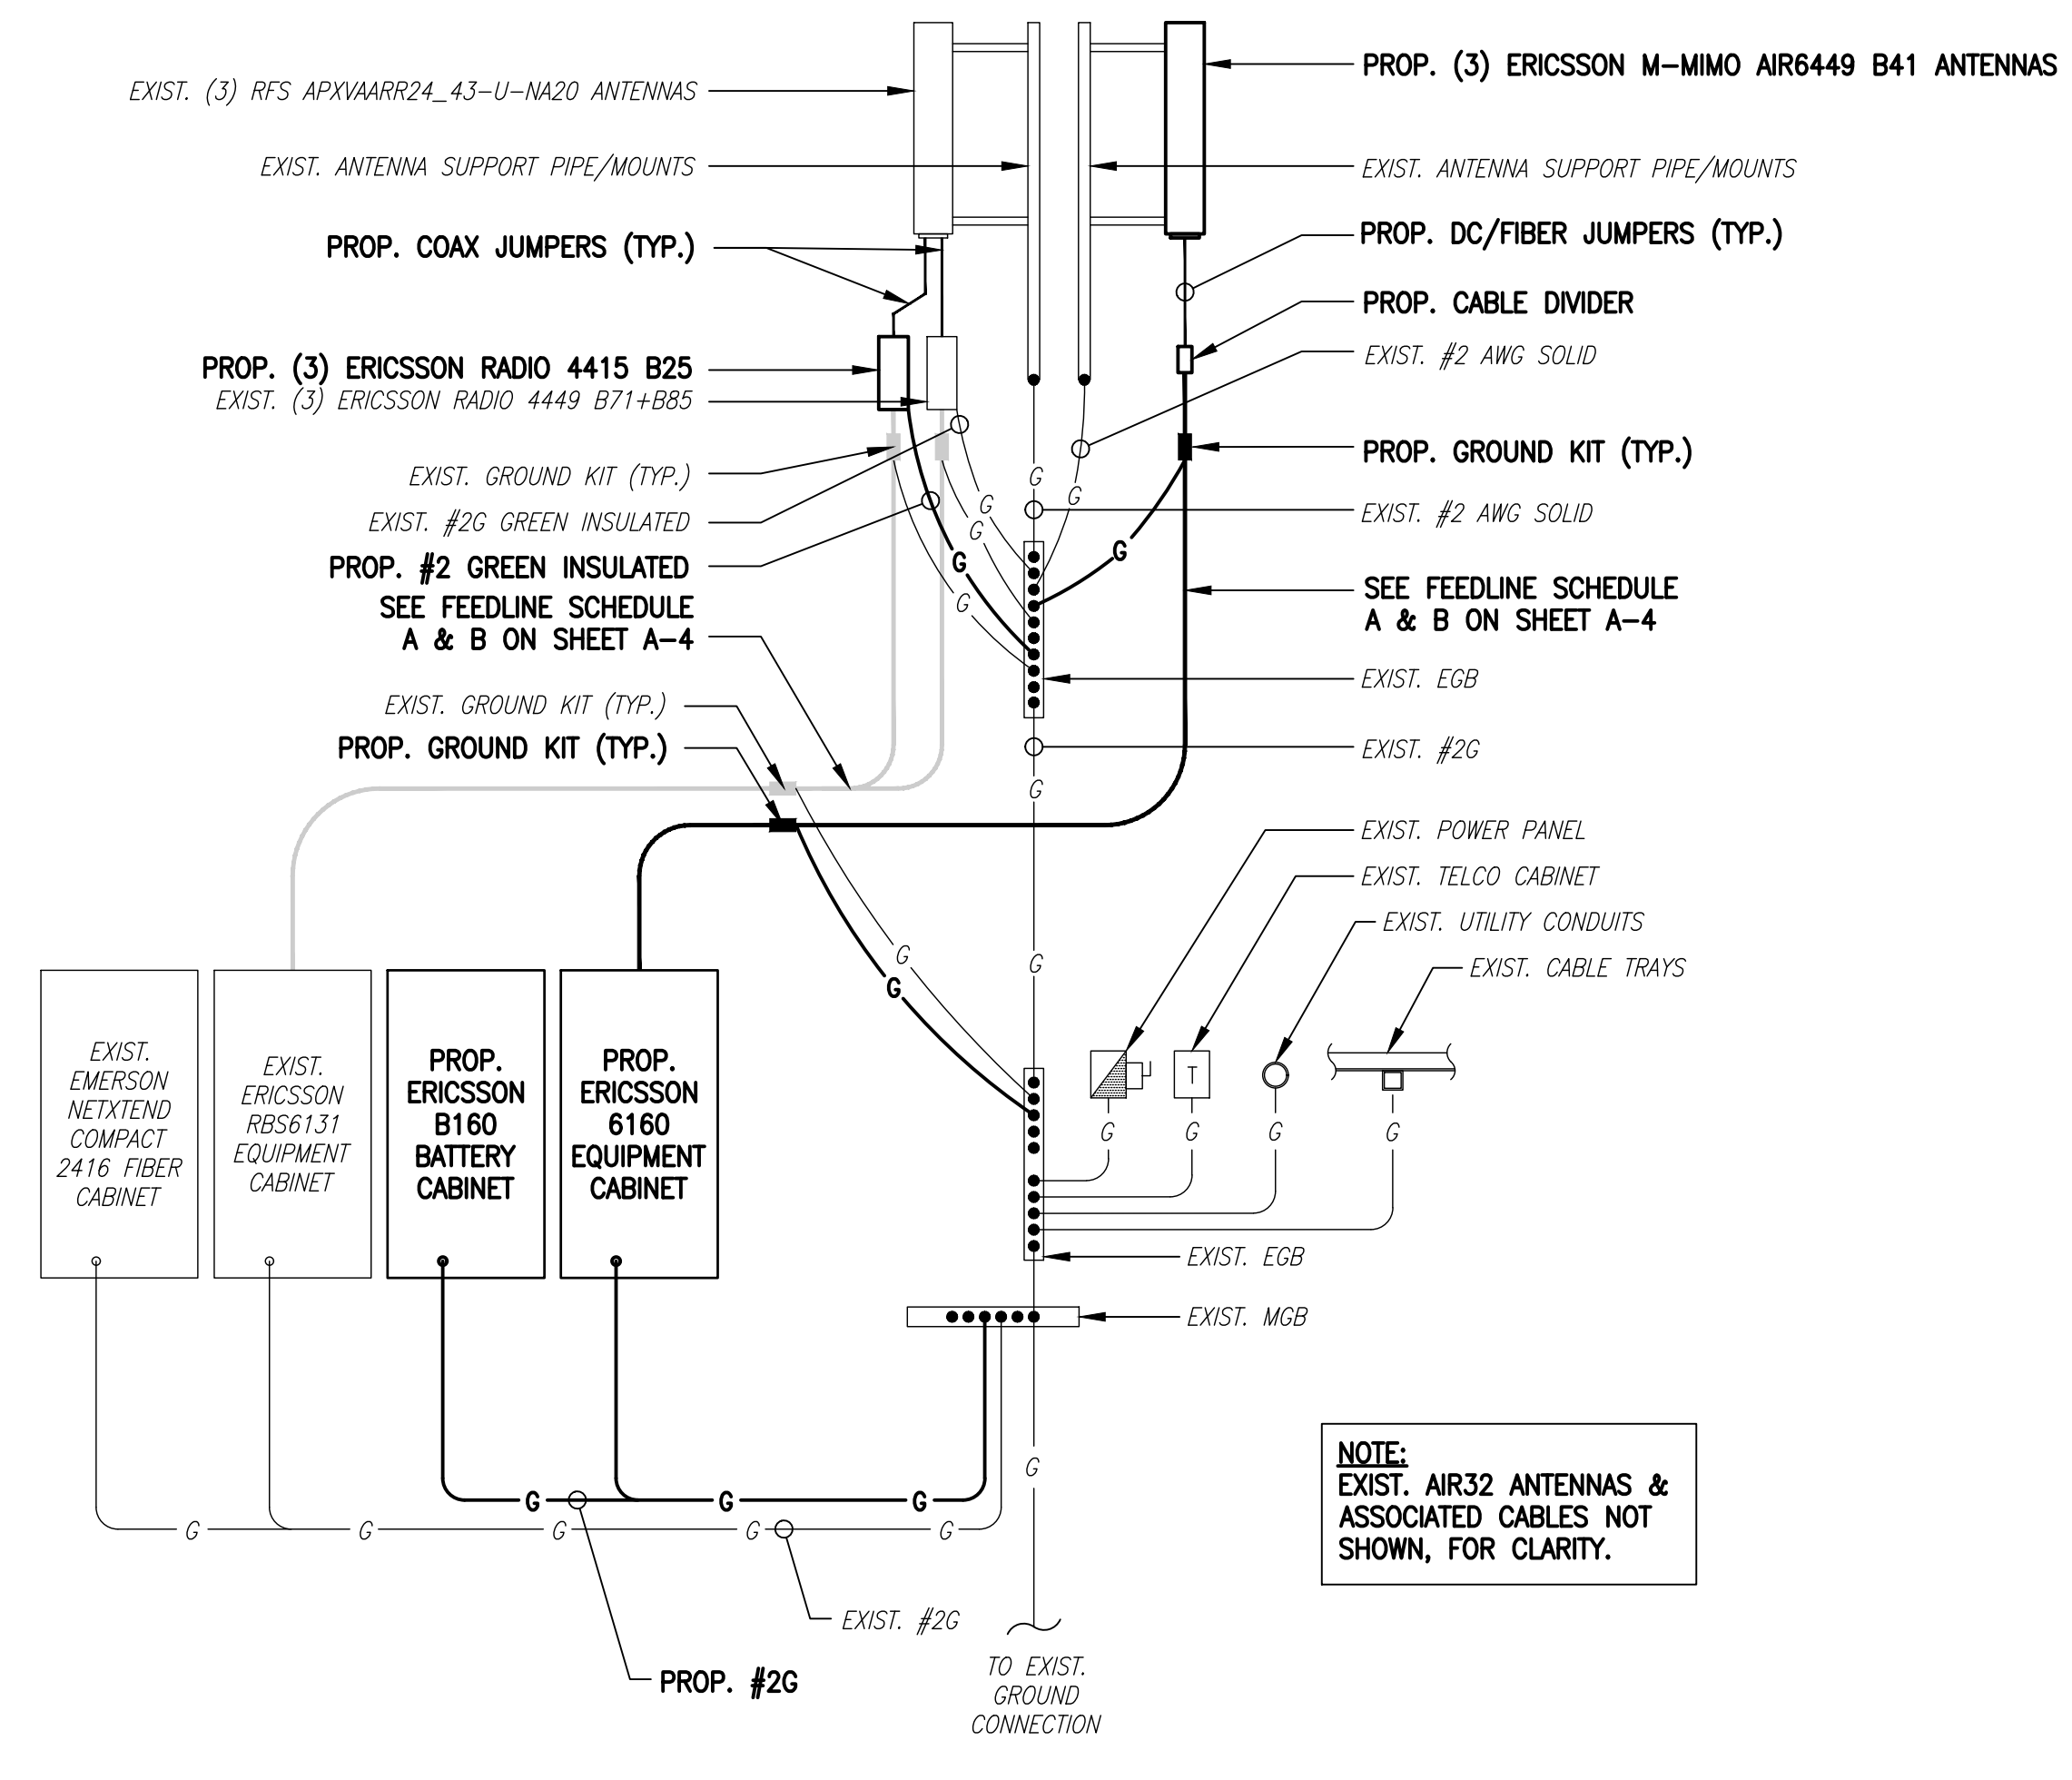 EXIST. (3) RFS APXVAARR24_43-U-NA20 ANTENNAS
EXIST. ANTENNA SUPPORT PIPE/MOUNTS
PROP. COAX JUMPERS (TYP.)
PROP. (3) ERICSSON RADIO 4415 B25
EXIST. (3) ERICSSON RADIO 4449 B71+B85
EXIST. GROUND KIT (TYP.)
EXIST. #2G GREEN INSULATED
PROP. #2 GREEN INSULATED
SEE FEEDLINE SCHEDULE
A & B ON SHEET A-4
EXIST. GROUND KIT (TYP.)
PROP. GROUND KIT (TYP.)
PROP. (3) ERICSSON M-MIMO AIR6449 B41 ANTENNAS
EXIST. ANTENNA SUPPORT PIPE/MOUNTS
PROP. DC/FIBER JUMPERS (TYP.)
PROP. CABLE DIVIDER
EXIST. #2 AWG SOLID
PROP. GROUND KIT (TYP.)
EXIST. #2 AWG SOLID
SEE FEEDLINE SCHEDULE
A & B ON SHEET A-4
EXIST. EGB
EXIST. #2G
EXIST. POWER PANEL
EXIST. TELCO CABINET
EXIST. UTILITY CONDUITS
EXIST. CABLE TRAYS
G
G
G
G
G
G
G
G
G
G
G
EXIST.
EMERSON
NETXTEND
COMPACT
2416 FIBER
CABINET
EXIST.
ERICSSON
RBS6131
EQUIPMENT
CABINET
PROP.
ERICSSON
B160
BATTERY
CABINET
PROP.
ERICSSON
6160
EQUIPMENT
CABINET
T
G
G
G
G
EXIST. EGB
EXIST. MGB
G
G
G
G
G
G
G
G
G
EXIST. #2G
PROP. #2G
TO EXIST.
GROUND
CONNECTION
NOTE:
EXIST. AIR32 ANTENNAS &
ASSOCIATED CABLES NOT
SHOWN, FOR CLARITY.